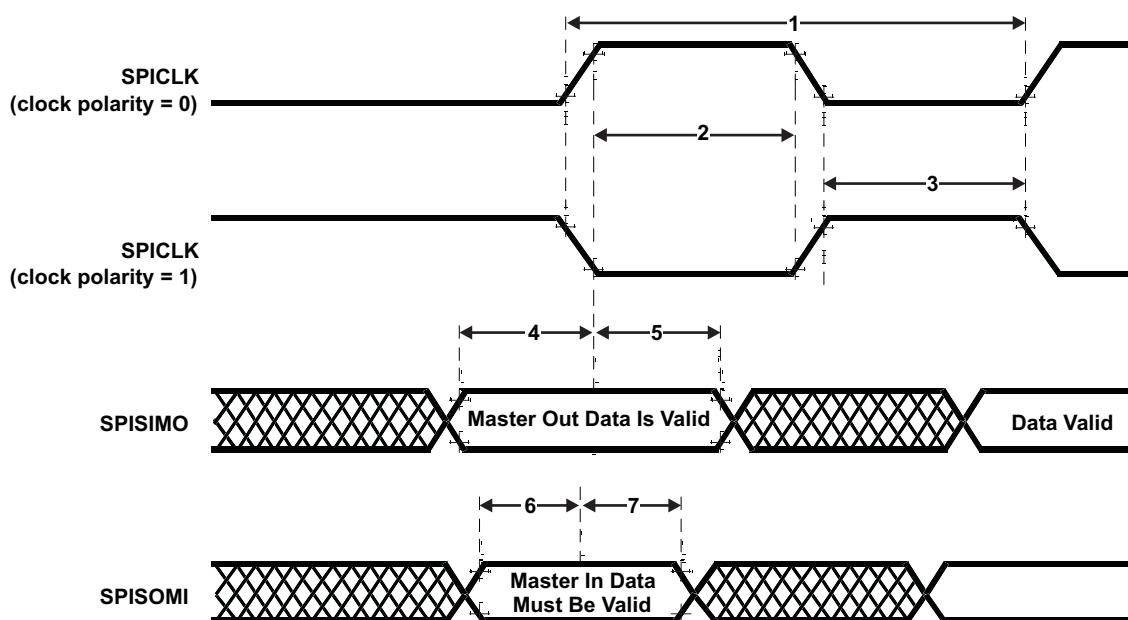 1
SPICLK
(clock polarity = 0)
2
3
SPICLK
(clock polarity = 1)
4
5
SPISIMO
Master Out Data Is Valid
Data Valid
6
7
SPISOMI
Master In Data
Must Be Valid